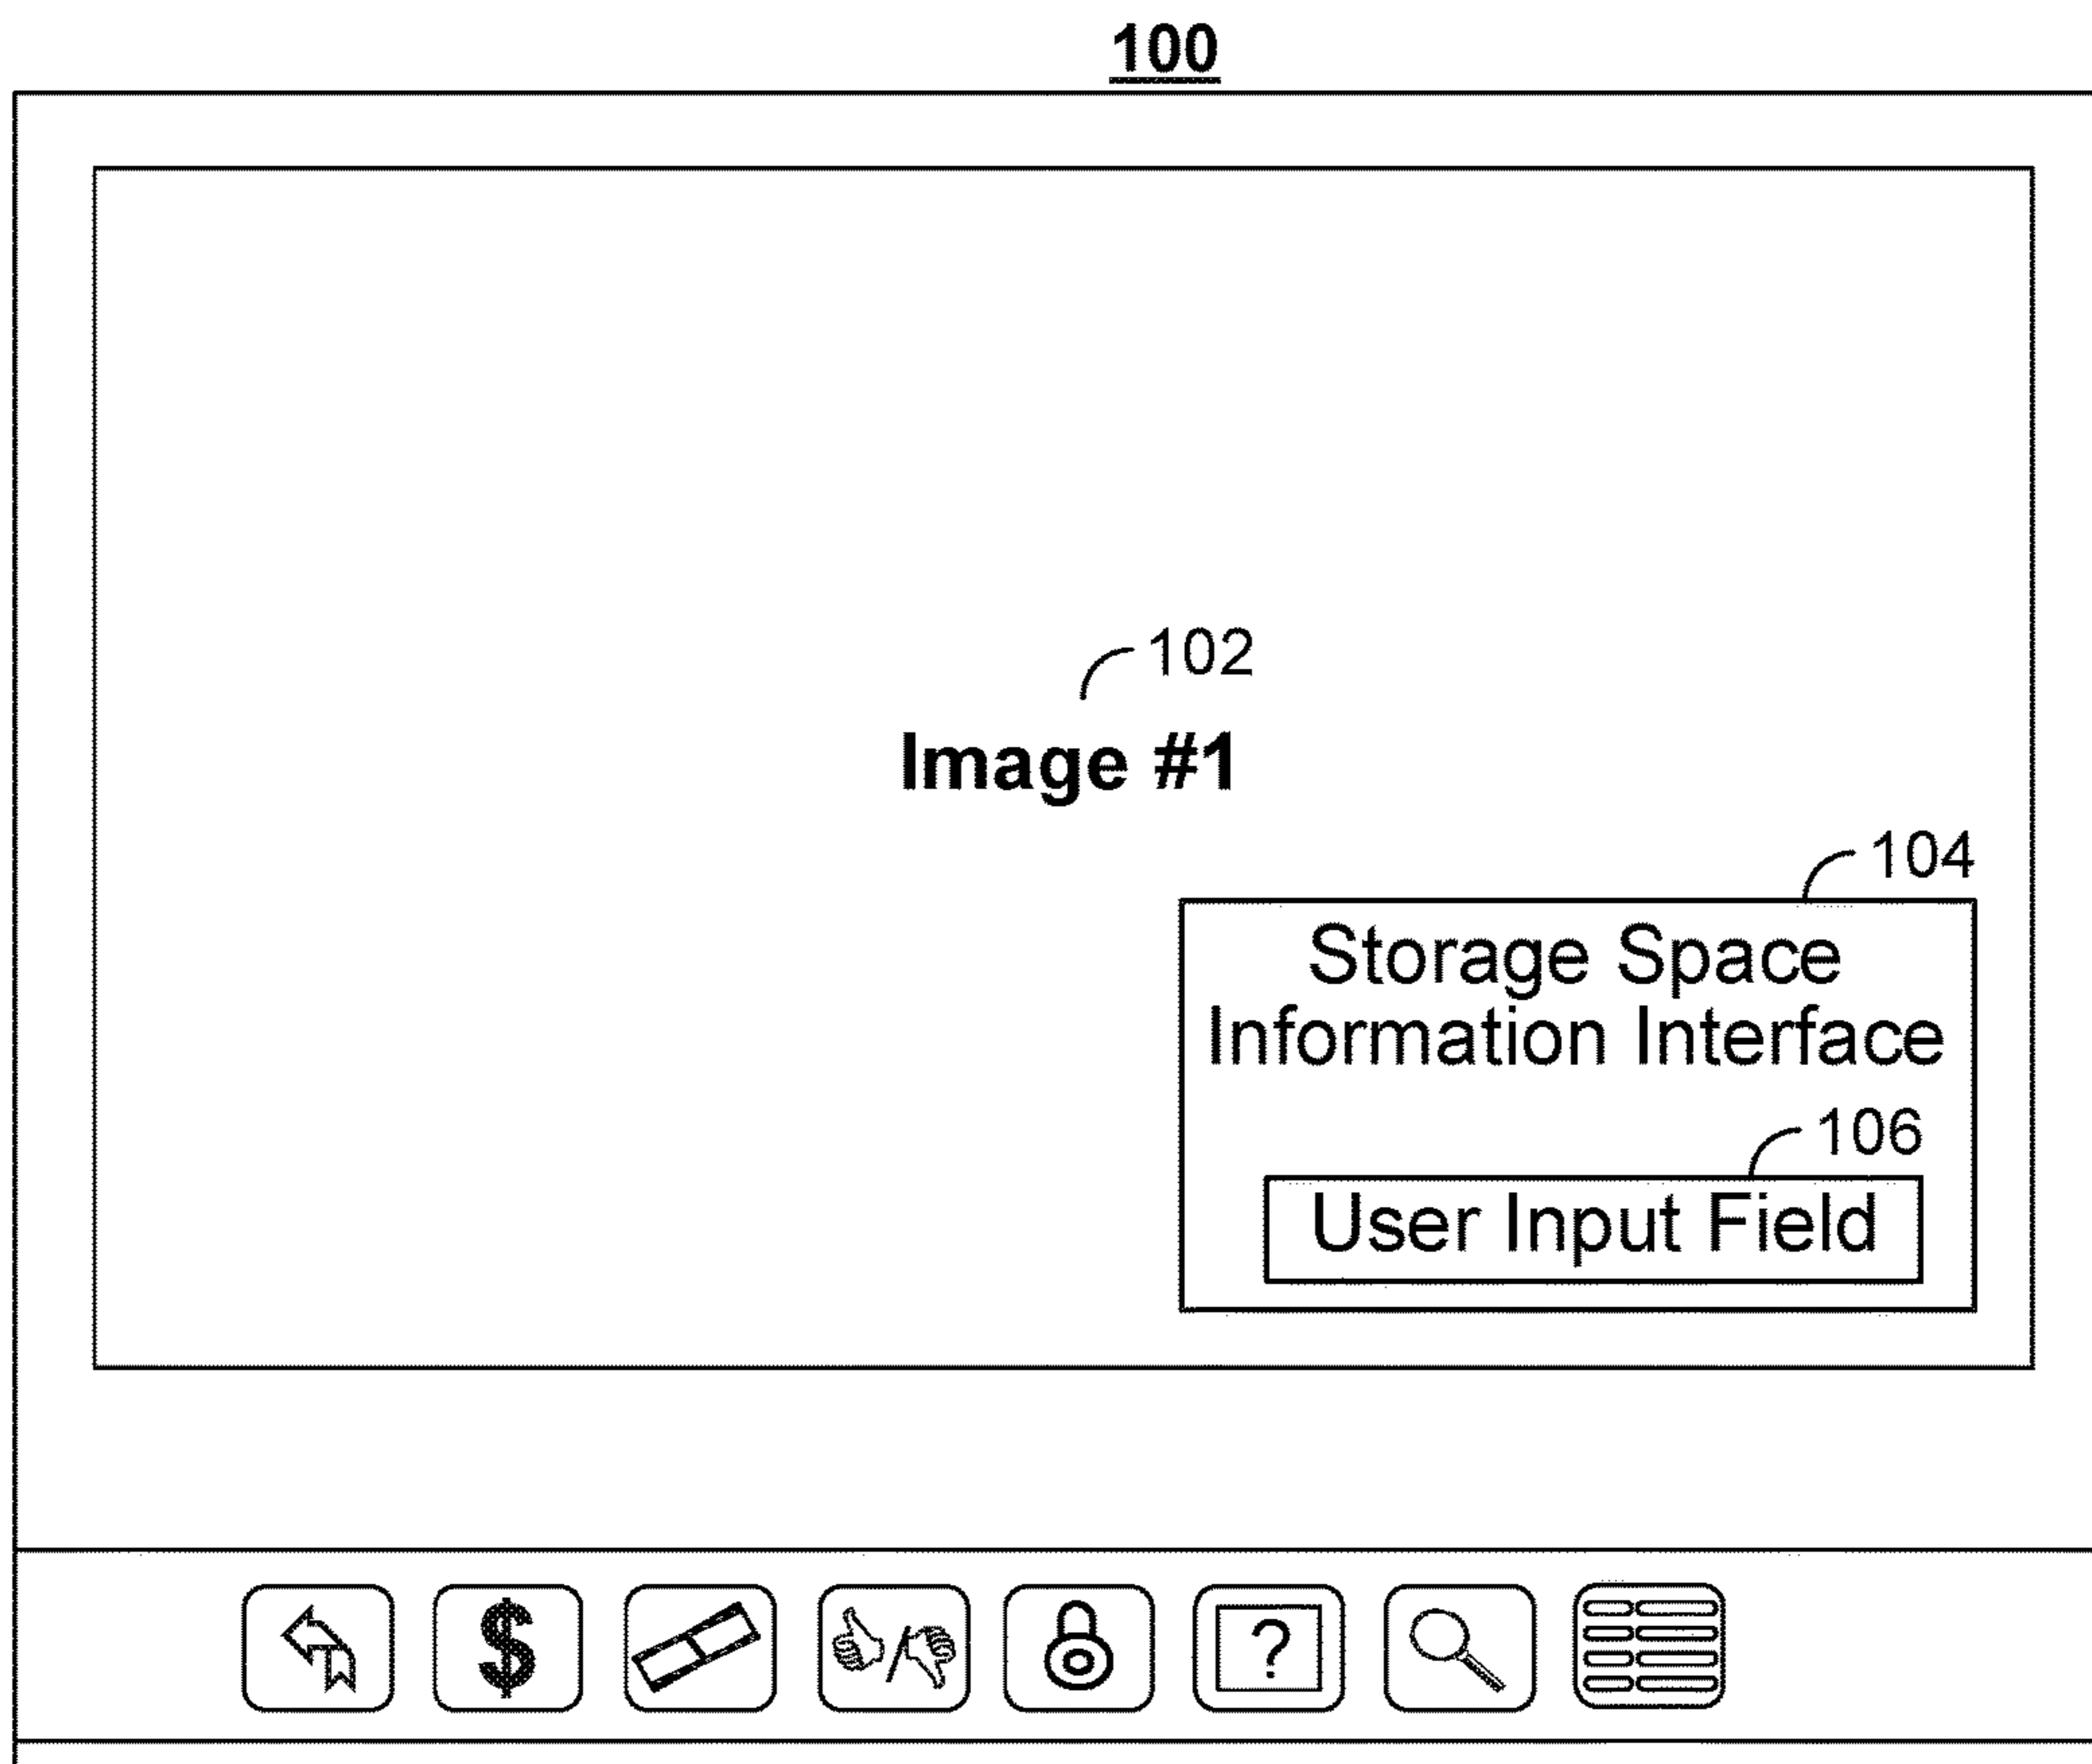 100
102
Image #1
104
Storage Space
Information Interface
106
User Input Field
$
?